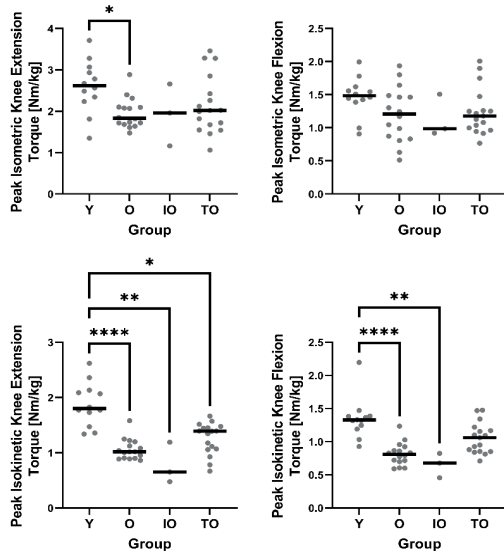 *
Peak Isometric Knee Extension
Torque [Nm/kg]
4
3
2
1
0
Y O IO TO
Group
Peak Isometric Knee Flexion
Torque [Nm/kg]
2.5
2.0
1.5
1.0
0.5
0.0
Y O IO TO
Group
*
**
****
Peak Isokinetic Knee Extension
Torque [Nm/kg]
3
2
1
0
Y O IO TO
Group
**
****
Peak Isokinetic Knee Flexion
Torque [Nm/kg]
2.5
2.0
1.5
1.0
0.5
0.0
Y O IO TO
Group